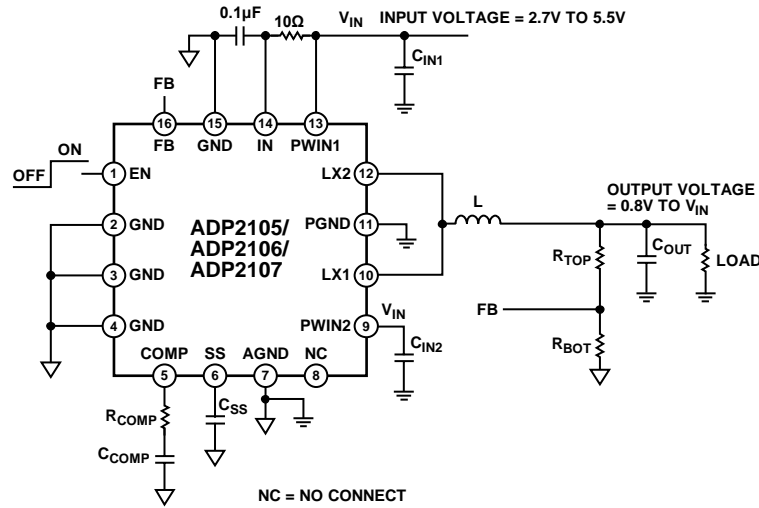 0.1µF
10Ω
VIN
INPUT VOLTAGE = 2.7V TO 5.5V
CIN1
FB
16
15
14
13
FB
GND
IN
PWIN1
ON
OFF
1
EN
LX2
12
L
OUTPUT VOLTAGE
= 0.8V TO VIN
2
GND
ADP2105/
ADP2106/
ADP2107
PGND
11
COUT
RTOP
LOAD
3
GND
LX1
10
FB
4
GND
VIN
PWIN2
9
CIN2
RBOT
COMP
SS
AGND
NC
5
6
7
8
RCOMP
CSS
CCOMP
NC = NO CONNECT